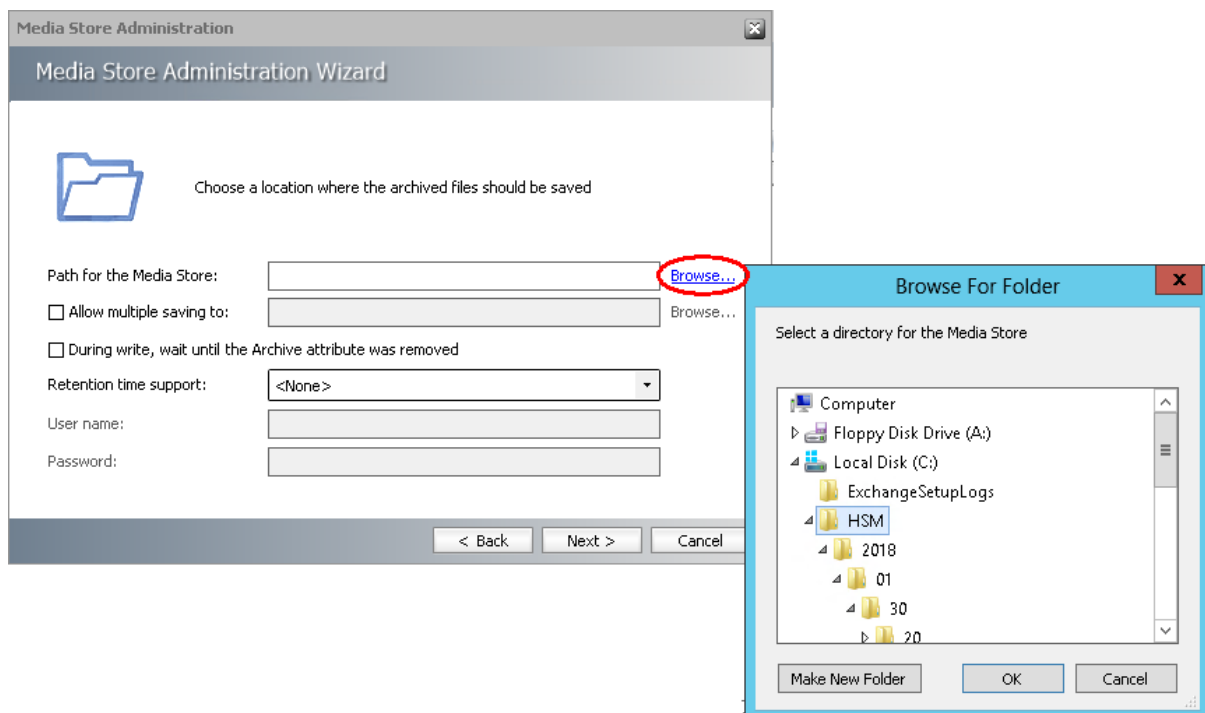 Media Store Administration
Media Store Administration Wizard
Choose a location where the archived files should be saved
Path for the Media Store:
Browse...
Allow multiple saving to:
Browse...
During write, wait until the Archive attribute was removed
Retention time support:
<None>
User name:
Password:
< Back
Next >
Cancel
Browse For Folder
x
Select a directory for the Media Store
Computer
Floppy Disk Drive (A:)
Local Disk (C:)
ExchangeSetupLogs
HSM
2018
01
30
20
Make New Folder
OK
Cancel